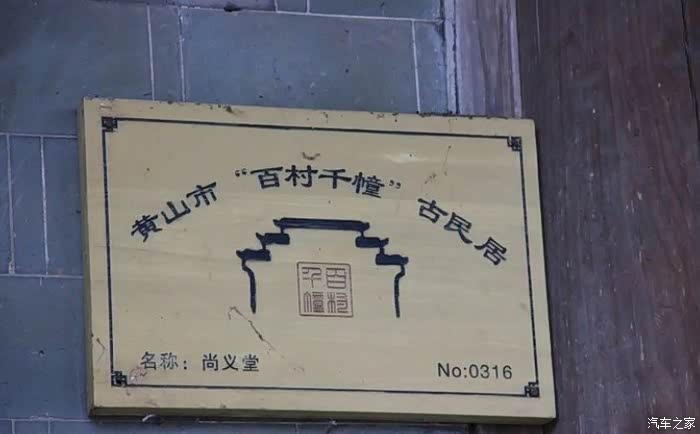 黄山市“百村千幢”古民居
百村
千幢
名称：尚义堂
No:0316
汽车之家